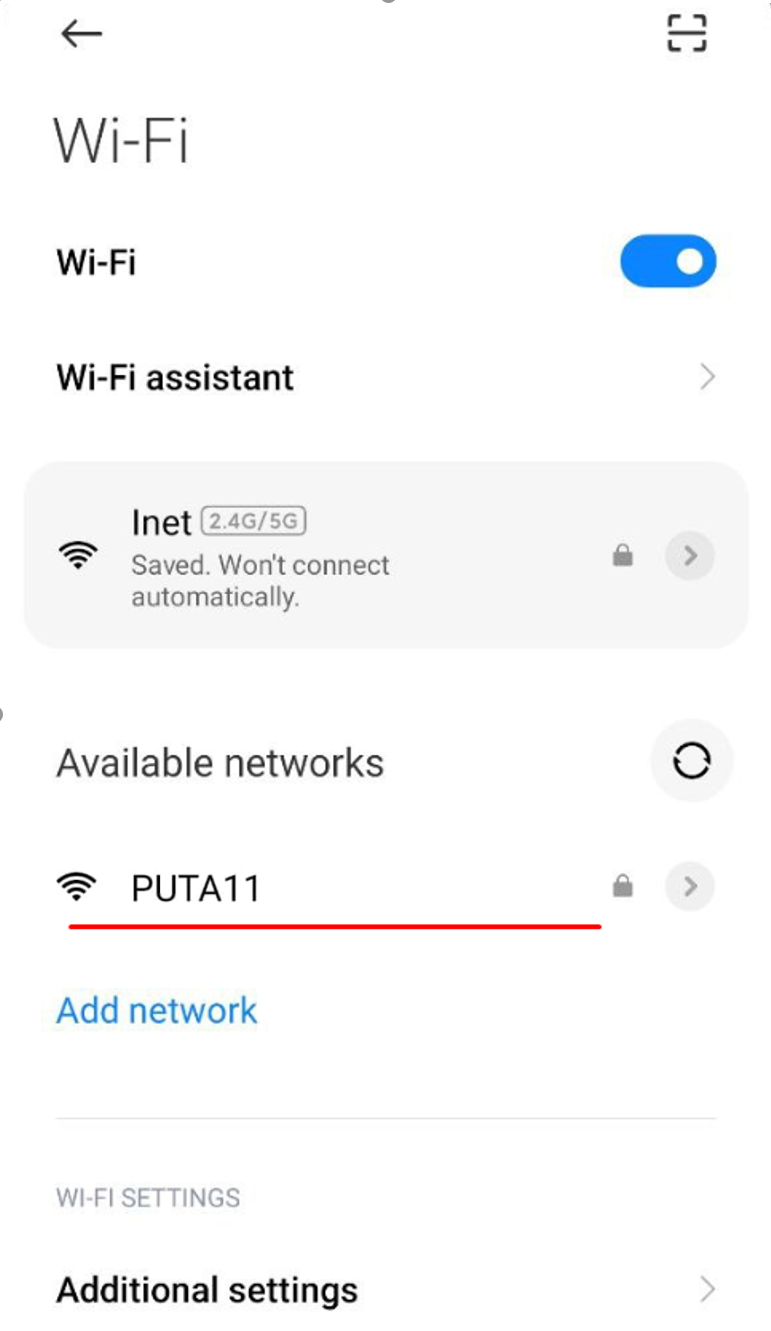 Wi-Fi
Wi-Fi
Wi-Fi assistant
Inet 2.4G/5G
Saved. Won't connect
automatically.
Available networks
PUTA11
Add network
WI-FI SETTINGS
Additional settings